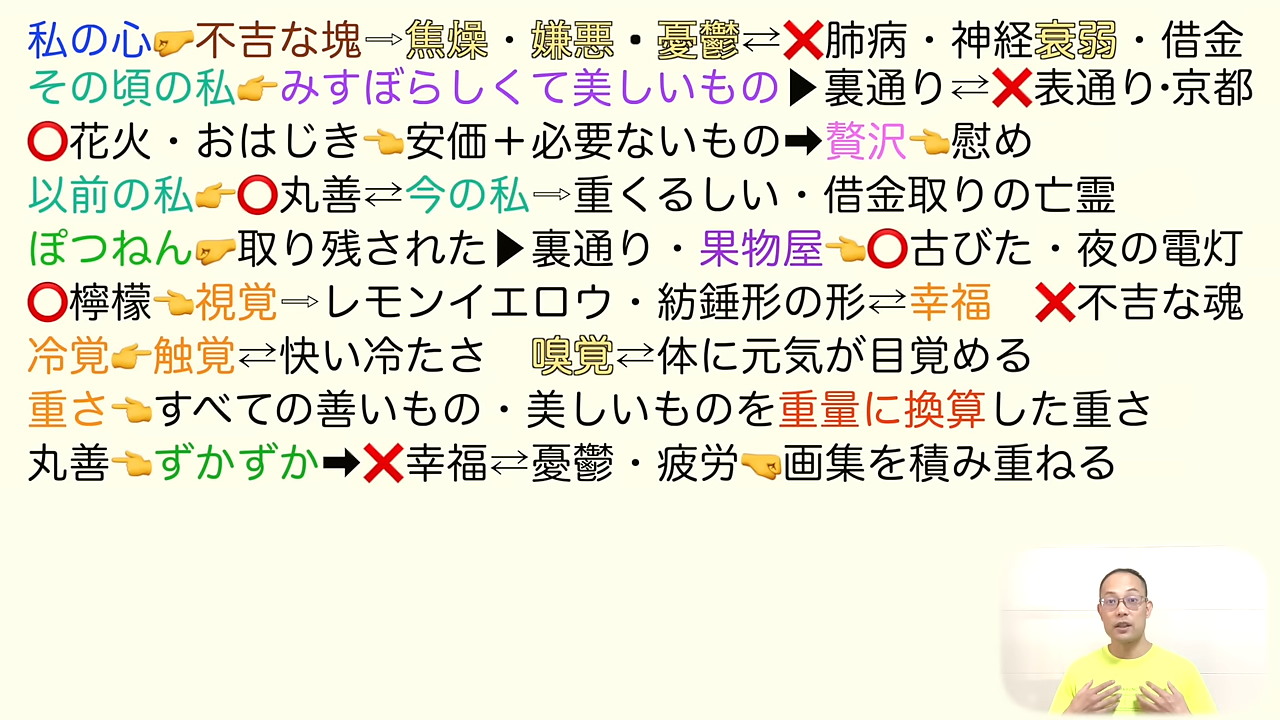 私の心👉不吉な塊⇨焦燥・嫌悪・憂鬱⇄❌肺病・神経衰弱・借金
その頃の私👉みすぼらしくて美しいもの▶裏通り⇄❌表通り・京都
⭕花火・おはじき👈安価＋必要ないもの➡贅沢👈慰め
以前の私👉⭕丸善⇄今の私⇨重くるしい・借金取りの亡霊
ぽつねん🤛取り残された▶裏通り・果物屋👈⭕古びた・夜の電灯
⭕檸檬👈視覚⇨レモンイエロウ・紡錘形の形⇄幸福　❌不吉な魂
冷覚👉触覚⇄快い冷たさ　嗅覚⇄体に元気が目覚める
重さ👈すべての善いもの・美しいものを重量に換算した重さ
丸善👈ずかずか➡❌幸福⇄憂鬱・疲労🤜画集を積み重ねる